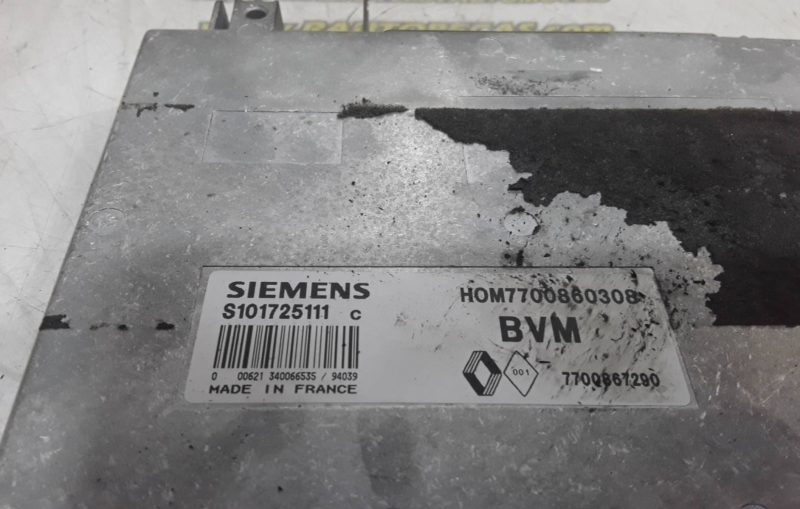 SIEMENS
S101725111 C
0 00621 340066535 / 94039
MADE IN FRANCE
HOM7700860308
BVM
001
7700867290